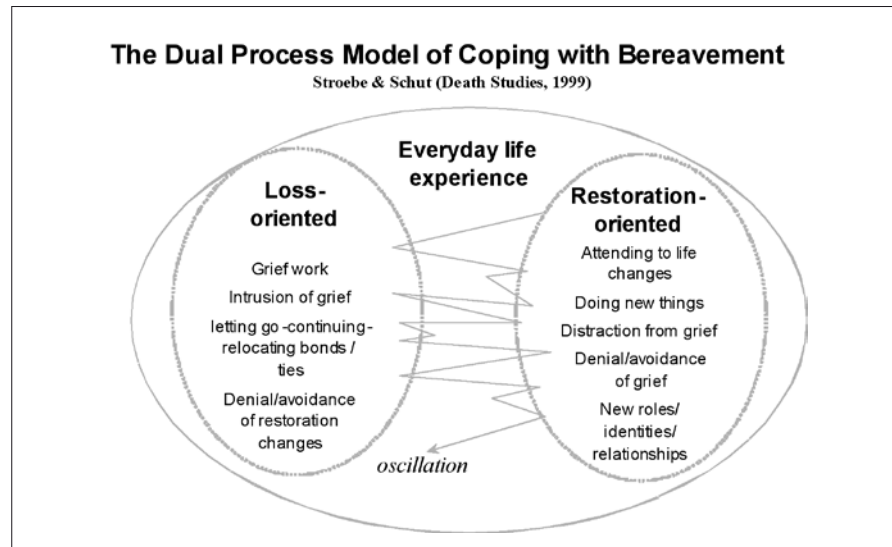 The Dual Process Model of Coping with Bereavement
Stroebe & Schut (Death Studies, 1999)
Everyday life
experience
Loss-
oriented
Grief work
Intrusion of grief
letting go -continuing-
relocating bonds /
ties
Denial/avoidance
of restoration
changes
Restoration-
oriented
Attending to life
changes
Doing new things
Distraction from grief
Denial/avoidance
of grief
New roles/
identities/
relationships
oscillation